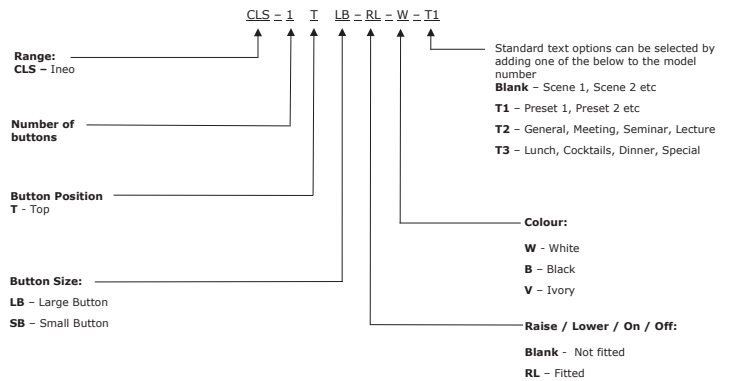 CLS – 1 T LB – RL – W – T1
Range:
CLS – Ineo
Number of
buttons
Button Position
T - Top
Button Size:
LB – Large Button
SB – Small Button
Standard text options can be selected by
adding one of the below to the model
number
Blank – Scene 1, Scene 2 etc
T1 – Preset 1, Preset 2 etc
T2 – General, Meeting, Seminar, Lecture
T3 – Lunch, Cocktails, Dinner, Special
Colour:
W - White
B – Black
V – Ivory
Raise / Lower / On / Off:
Blank - Not fitted
RL – Fitted